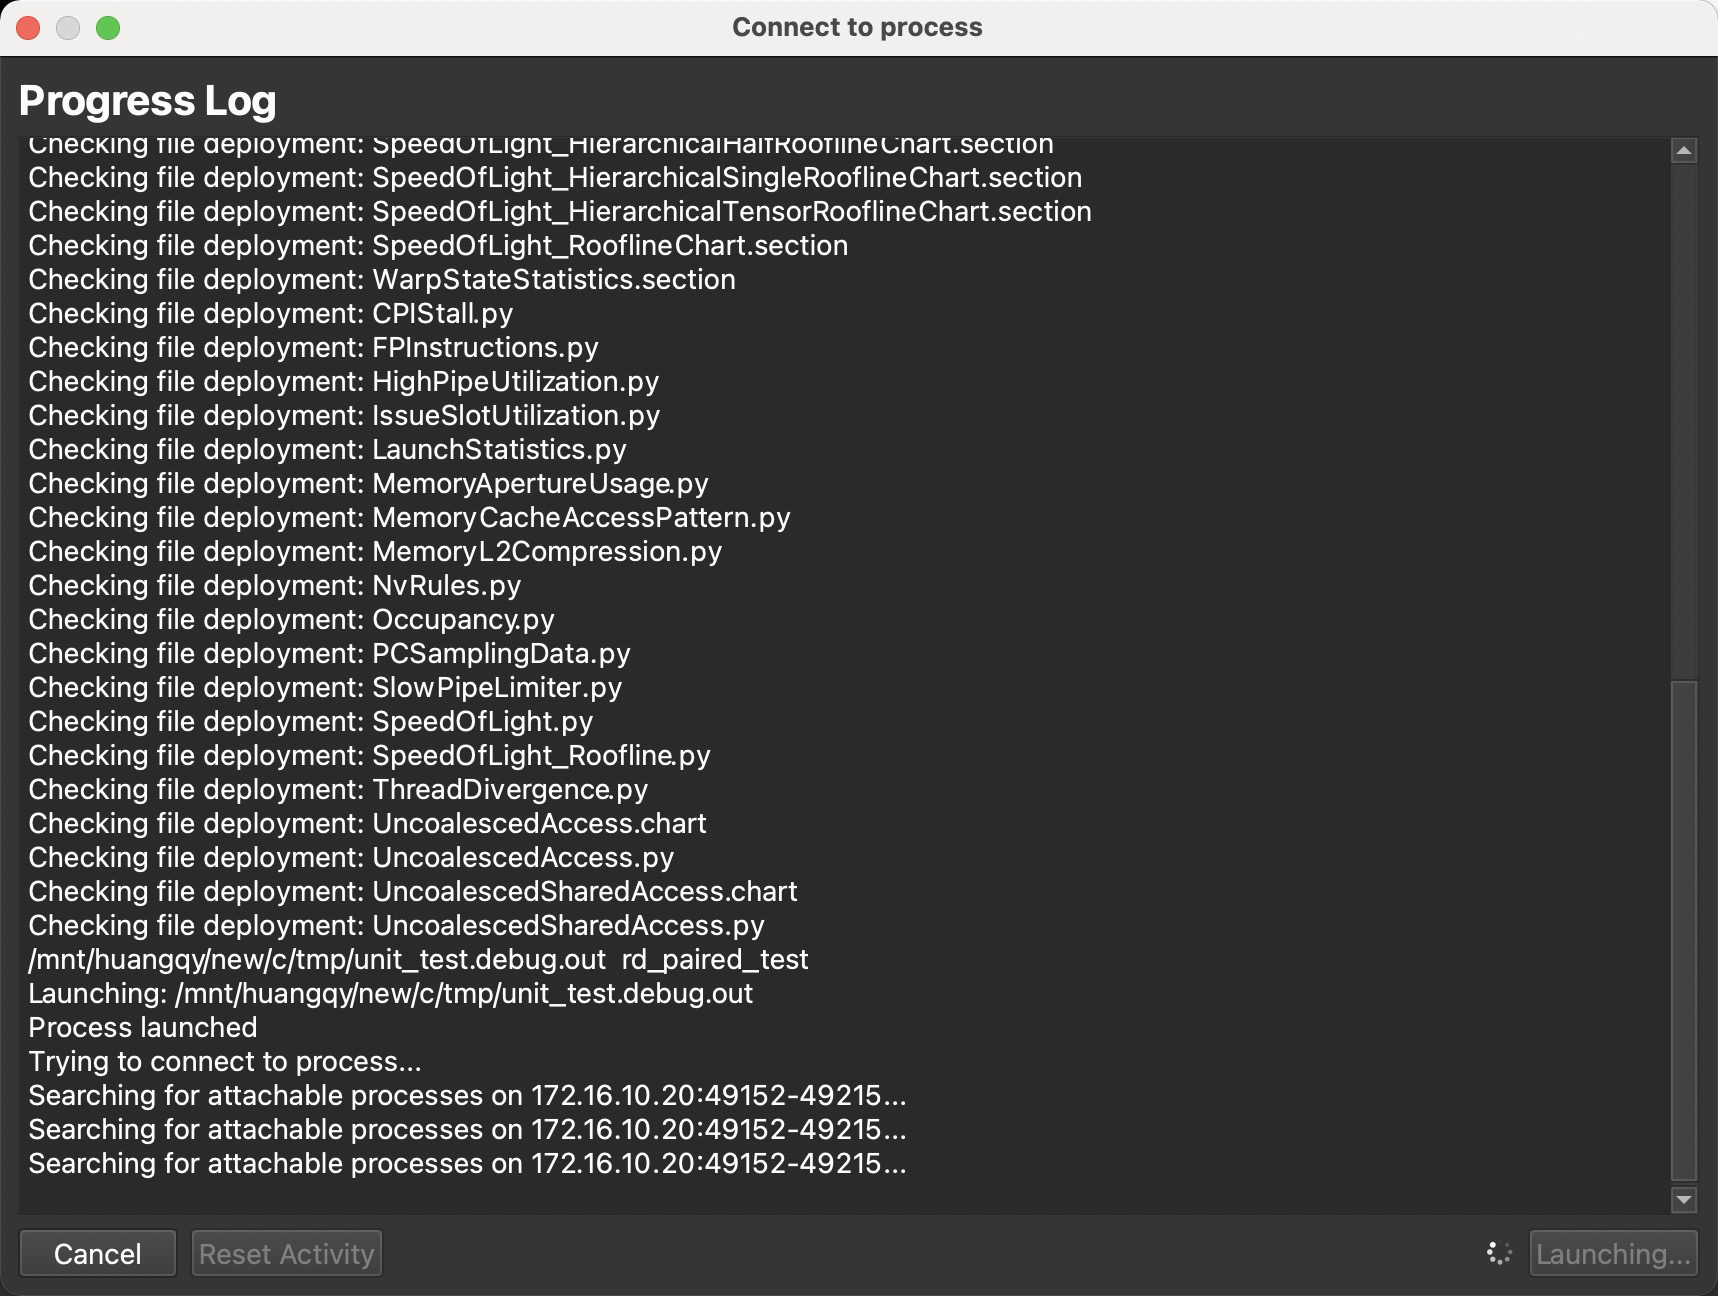 Connect to process
Progress Log
Checking file deployment: SpeedOfLight_HierarchicalHalfRooflineChart.section
Checking file deployment: SpeedOfLight_HierarchicalSingleRooflineChart.section
Checking file deployment: SpeedOfLight_HierarchicalTensorRooflineChart.section
Checking file deployment: SpeedOfLight_RooflineChart.section
Checking file deployment: WarpStateStatistics.section
Checking file deployment: CPIStall.py
Checking file deployment: FPInstructions.py
Checking file deployment: HighPipeUtilization.py
Checking file deployment: IssueSlotUtilization.py
Checking file deployment: LaunchStatistics.py
Checking file deployment: MemoryApertureUsage.py
Checking file deployment: MemoryCacheAccessPattern.py
Checking file deployment: MemoryL2Compression.py
Checking file deployment: NvRules.py
Checking file deployment: Occupancy.py
Checking file deployment: PCSamplingData.py
Checking file deployment: SlowPipeLimiter.py
Checking file deployment: SpeedOfLight.py
Checking file deployment: SpeedOfLight_Roofline.py
Checking file deployment: ThreadDivergence.py
Checking file deployment: UncoalescedAccess.chart
Checking file deployment: UncoalescedAccess.py
Checking file deployment: UncoalescedSharedAccess.chart
Checking file deployment: UncoalescedSharedAccess.py
/mnt/huangqy/new/c/tmp/unit_test.debug.out  rd_paired_test
Launching: /mnt/huangqy/new/c/tmp/unit_test.debug.out
Process launched
Trying to connect to process...
Searching for attachable processes on 172.16.10.20:49152-49215...
Searching for attachable processes on 172.16.10.20:49152-49215...
Searching for attachable processes on 172.16.10.20:49152-49215...
Cancel
Reset Activity
Launching...